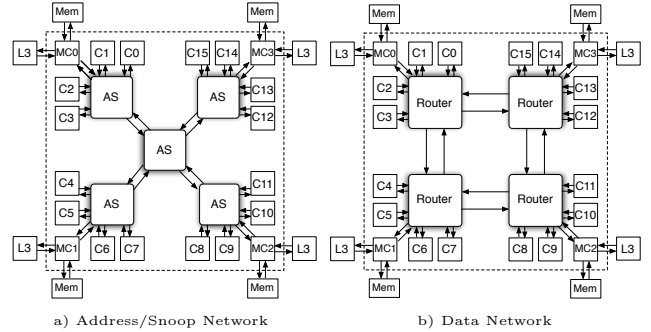 Mem Mem Mem Mem
L3 MC0 C1 C0 C15 C14 MC3 L3 L3 MC0 C1 C0 C15 C14 MC3 L3
C2 AS AS C13 C2 Router Router C13
C3 C12 C3 C12
AS
C4 C11 C4 C11
C5 AS AS C10 C5 Router Router C10
L3 MC1 C6 C7 C8 C9 MC2 L3 L3 MC1 C6 C7 C8 C9 MC2 L3
Mem Mem Mem Mem
a) Address/Snoop Network b) Data Network